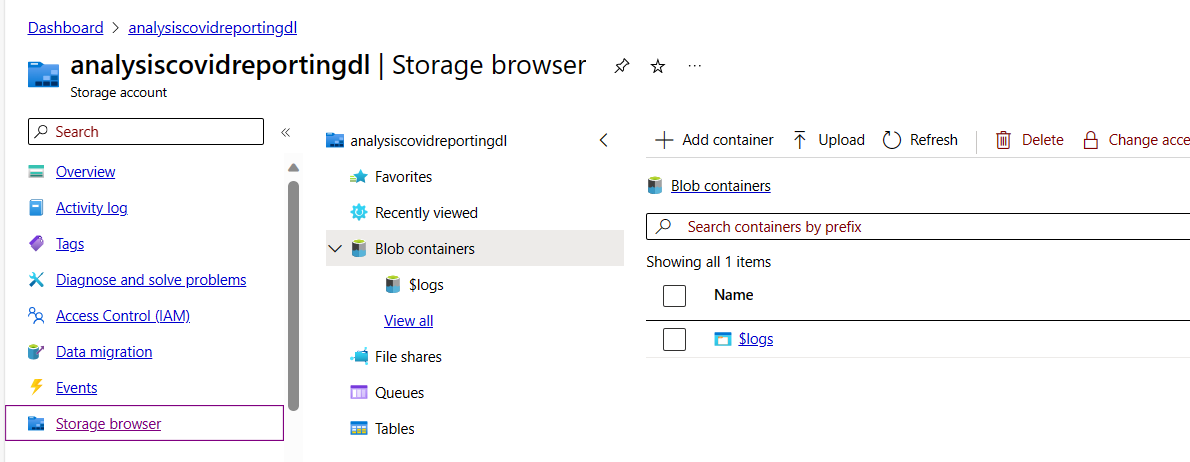 Dashboard > analysiscovidreportingdl
analysiscovidreportingdl | Storage browser ...
Storage account
Search
Overview
Activity log
Tags
Diagnose and solve problems
Access Control (IAM)
Data migration
Events
Storage browser
analysiscovidreportingdl
Favorites
Recently viewed
Blob containers
$logs
View all
File shares
Queues
Tables
Add container Upload Refresh Delete Change acce
Blob containers
Search containers by prefix
Showing all 1 items
Name
$logs